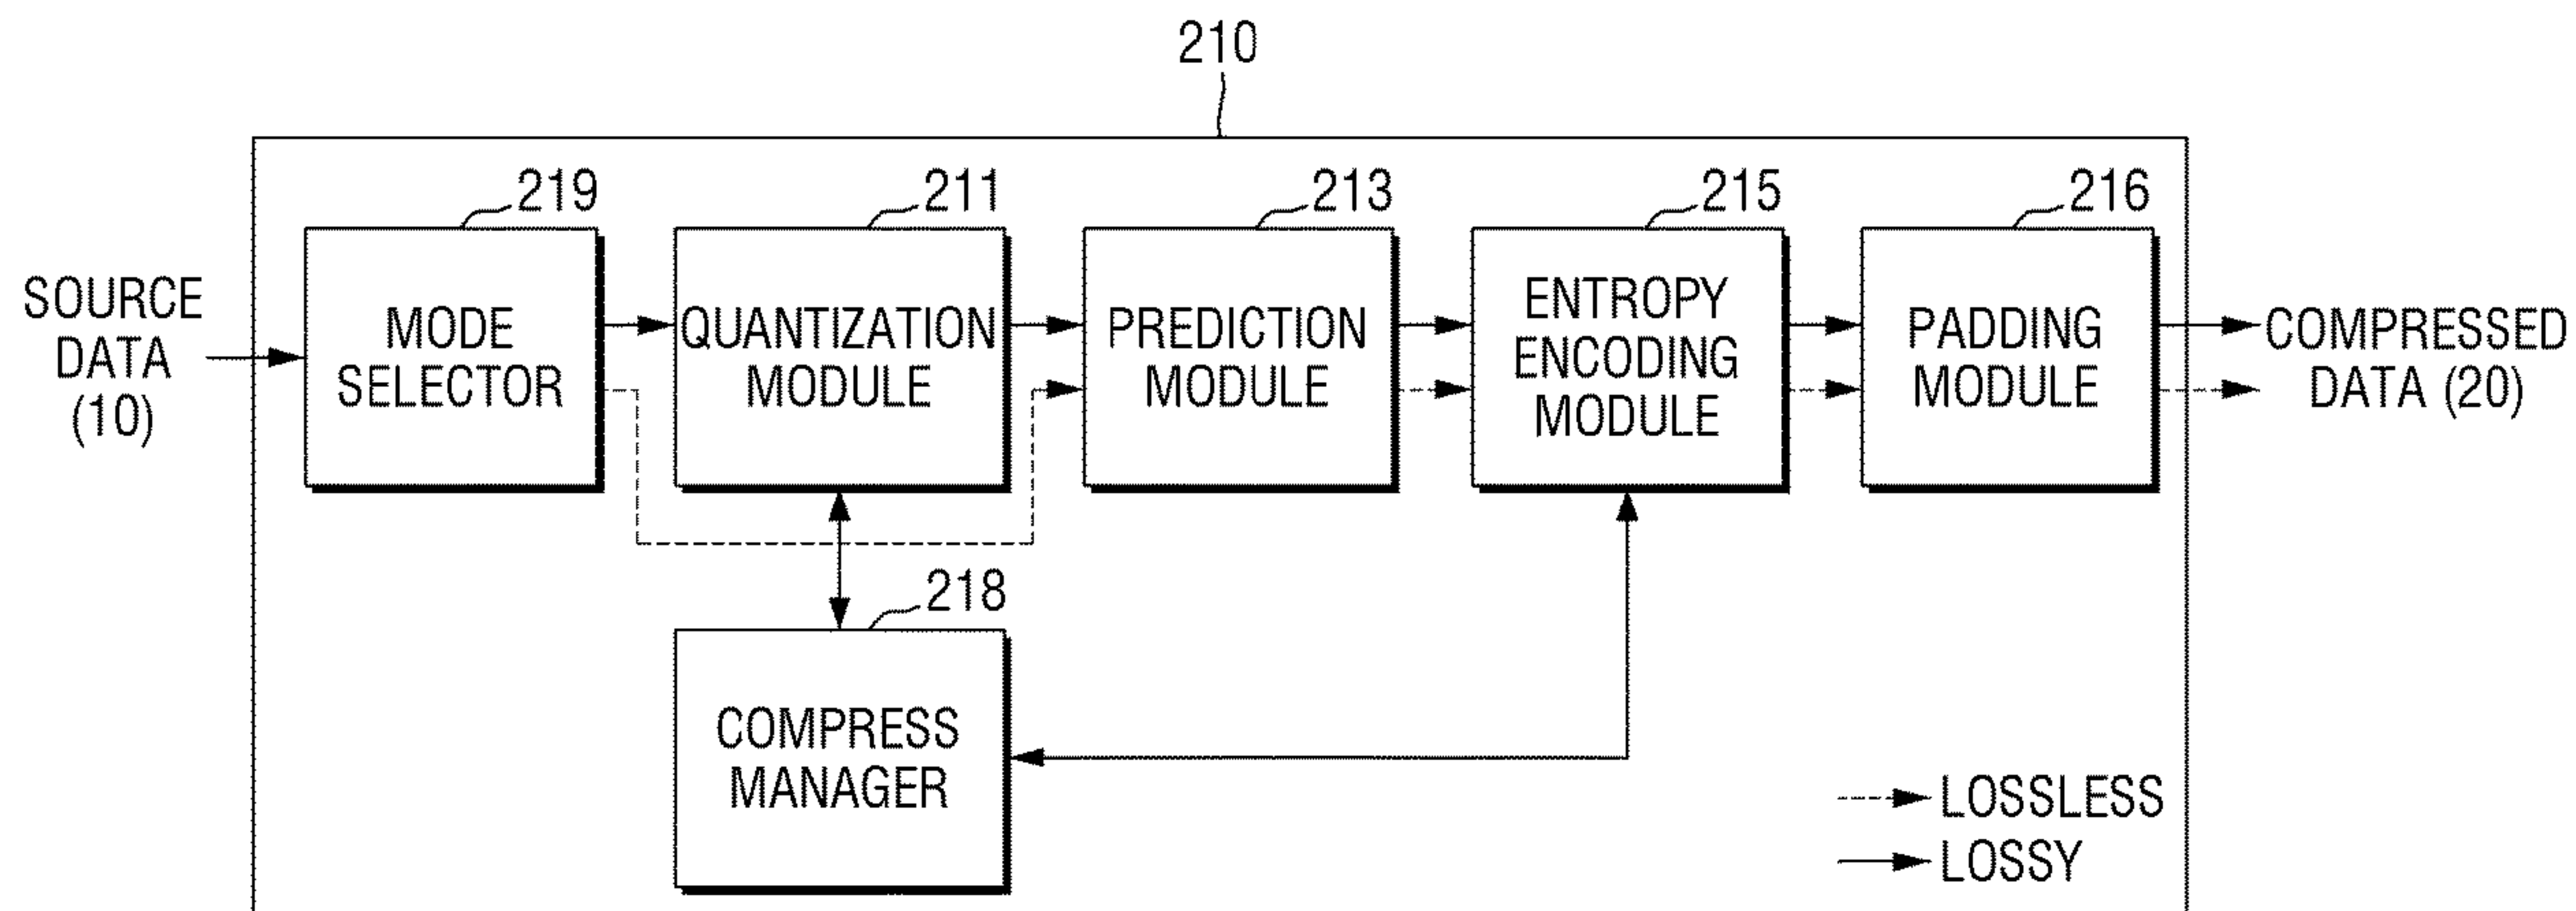 210
219
211
213
215
216
SOURCE
DATA
(10)
MODE
SELECTOR
QUANTIZATION
MODULE
PREDICTION
MODULE
ENTROPY
ENCODING
MODULE
PADDING
MODULE
COMPRESSED
DATA (20)
218
COMPRESS
MANAGER
LOSSLESS
LOSSY